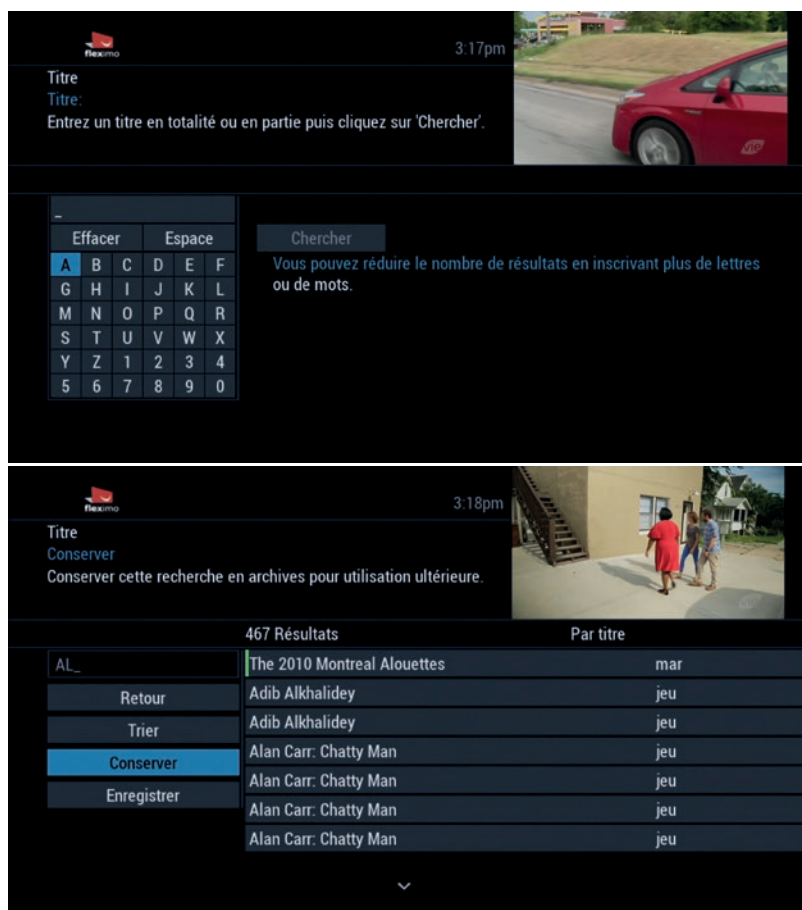 fleximo
3:17pm
Titre
Titre:
Entrez un titre en totalité ou en partie puis cliquez sur 'Chercher'.
vie
_
Effacer Espace Chercher
A B C D E F
Vous pouvez réduire le nombre de résultats en inscrivant plus de lettres
G H I J K L
ou de mots.
M N O P Q R
S T U V W X
Y Z 1 2 3 4
5 6 7 8 9 0
fleximo
3:18pm
Titre
Conserver
Conserver cette recherche en archives pour utilisation ultérieure.
467 Résultats Par titre
AL_
The 2010 Montreal Alouettes mar
Retour
Adib Alkhalidey jeu
Trier
Adib Alkhalidey jeu
Conserver
Alan Carr: Chatty Man jeu
Enregistrer
Alan Carr: Chatty Man jeu
Alan Carr: Chatty Man jeu
Alan Carr: Chatty Man jeu